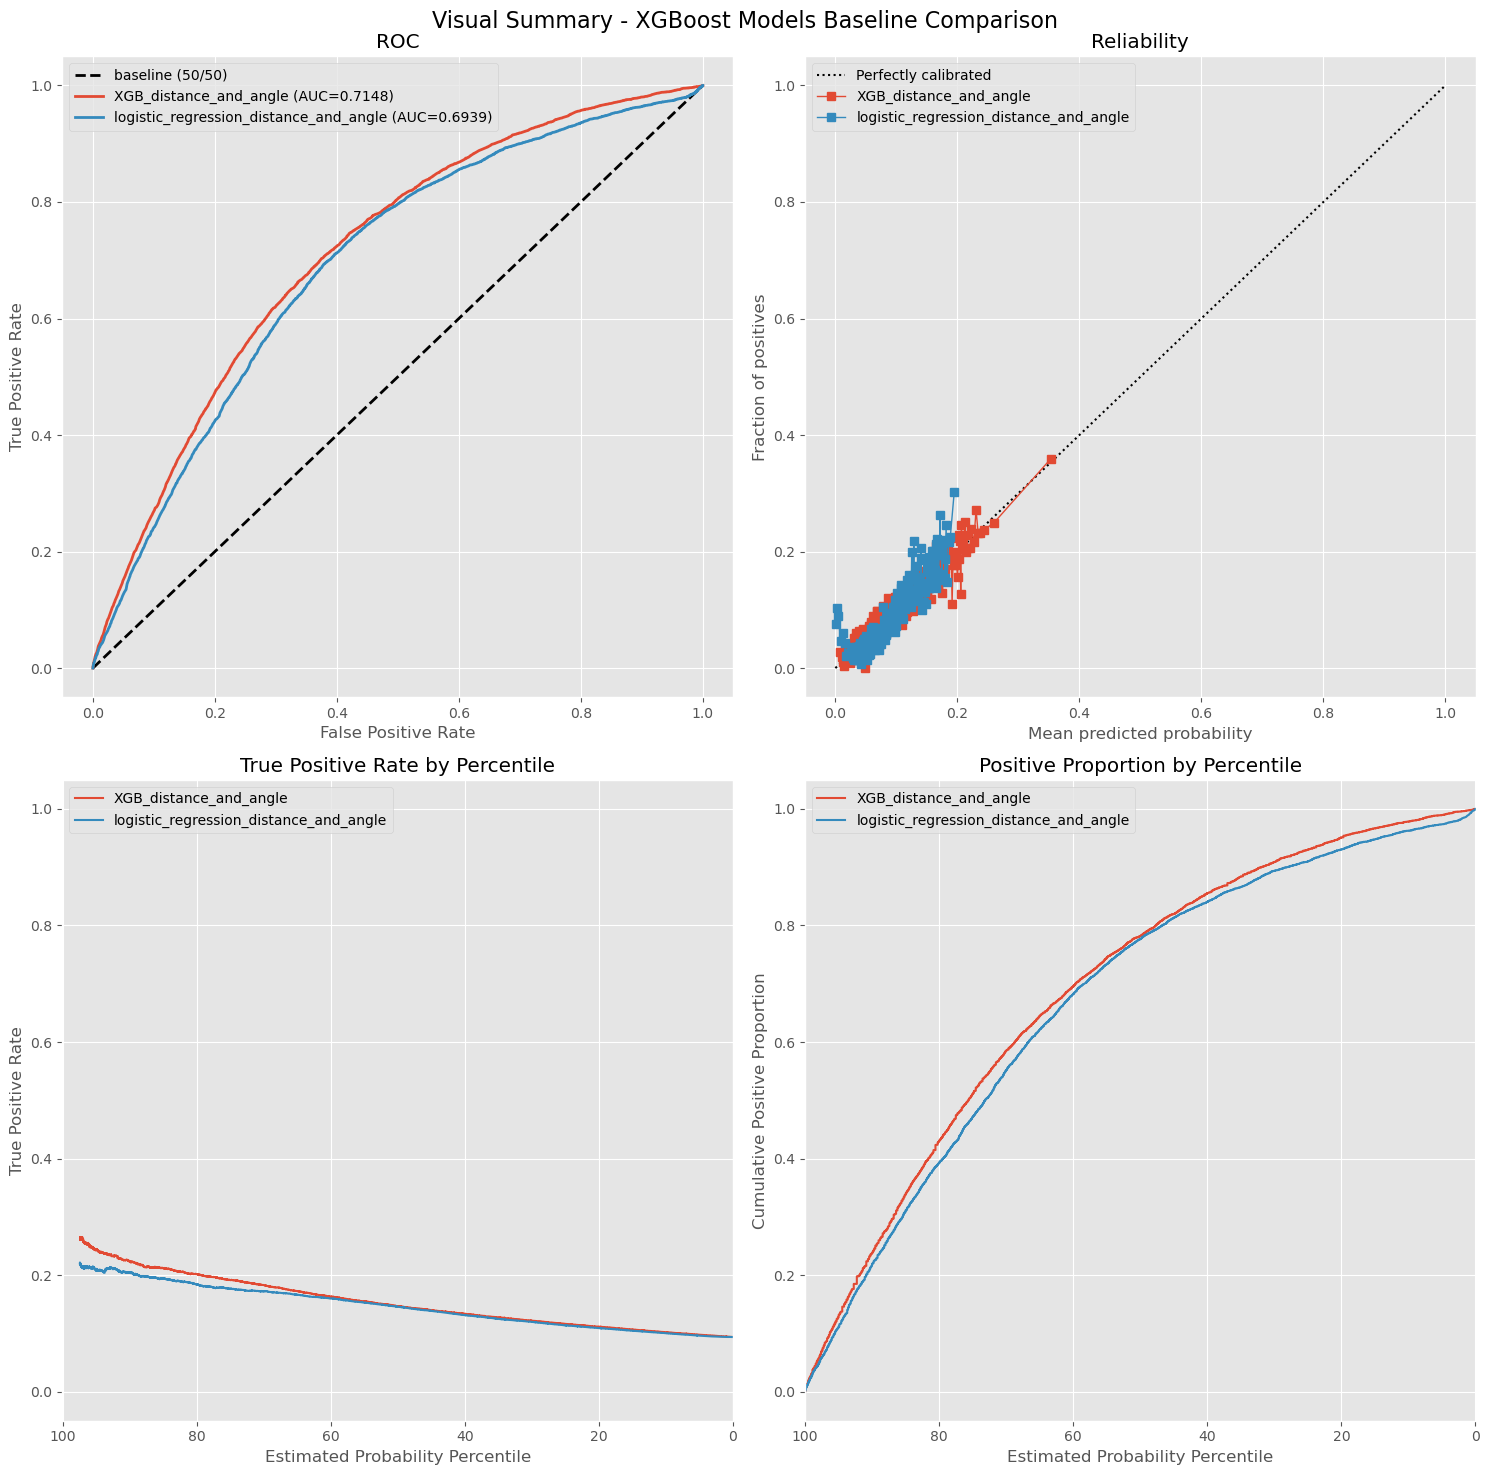 Visual Summary - XGBoost Models Baseline Comparison
ROC
baseline (50/50)
XGB_distance_and_angle (AUC=0.7148)
logistic_regression_distance_and_angle (AUC=0.6939)
True Positive Rate
1.0
0.8
0.6
0.4
0.2
0.0
0.0 0.2 0.4 0.6 0.8 1.0
False Positive Rate
Reliability
Perfectly calibrated
XGB_distance_and_angle
logistic_regression_distance_and_angle
Fraction of positives
1.0
0.8
0.6
0.4
0.2
0.0
0.0 0.2 0.4 0.6 0.8 1.0
Mean predicted probability
True Positive Rate by Percentile
XGB_distance_and_angle
logistic_regression_distance_and_angle
True Positive Rate
1.0
0.8
0.6
0.4
0.2
0.0
100 80 60 40 20 0
Estimated Probability Percentile
Positive Proportion by Percentile
XGB_distance_and_angle
logistic_regression_distance_and_angle
Cumulative Positive Proportion
1.0
0.8
0.6
0.4
0.2
0.0
100 80 60 40 20 0
Estimated Probability Percentile